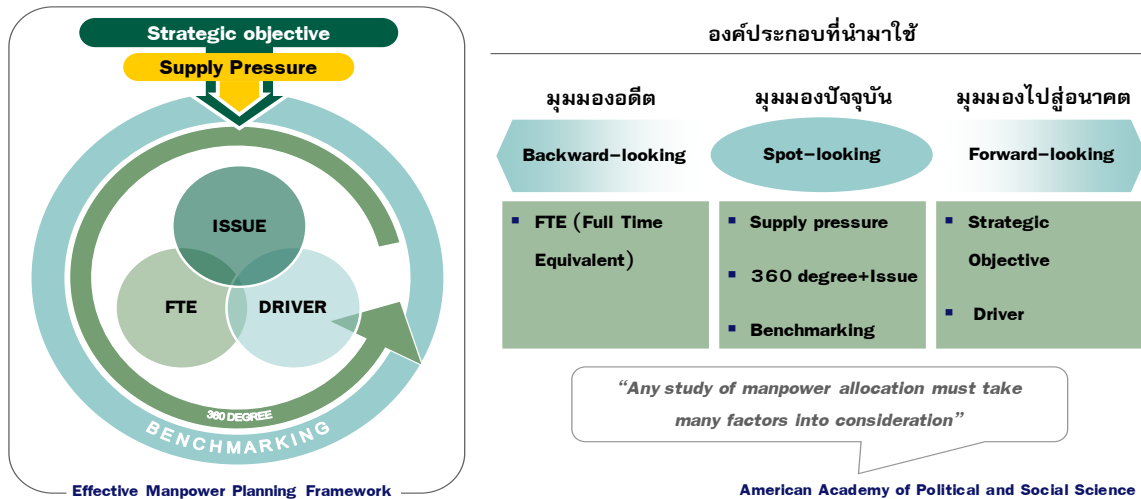 Strategic objective
Supply Pressure
ISSUE
FTE
DRIVER
360 DEGREE
BENCHMARKING
Effective Manpower Planning Framework
องค์ประกอบที่นำมาใช้
มุมมองอดีต
มุมมองปัจจุบัน
มุมมองไปสู่อนาคต
Backward-looking
Spot-looking
Forward-looking
▪ FTE (Full Time
Equivalent)
▪ Supply pressure
▪ 360 degree+Issue
▪ Benchmarking
▪ Strategic
Objective
▪ Driver
“Any study of manpower allocation must take
many factors into consideration”
American Academy of Political and Social Science